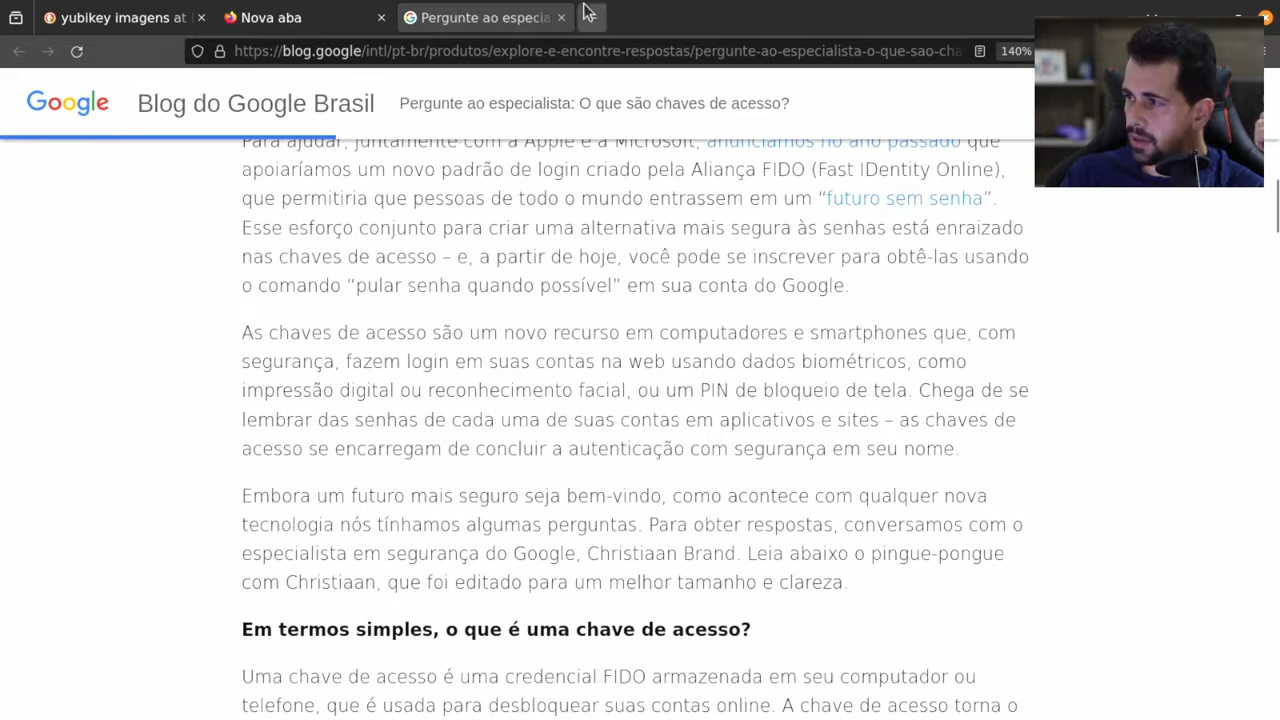 yubikey imagens at
Nova aba
Pergunte ao especia
https://blog.google/intl/pt-br/produtos/explore-e-encontre-respostas/pergunte-ao-especialista-o-que-sao-cha
140%
Google Blog do Google Brasil Pergunte ao especialista: O que são chaves de acesso?
Para ajudar, juntamente com a Apple e a Microsoft, anunciamos no ano passado que
apoiaríamos um novo padrão de login criado pela Aliança FIDO (Fast IDentity Online),
que permitiria que pessoas de todo o mundo entrassem em um “futuro sem senha”.
Esse esforço conjunto para criar uma alternativa mais segura às senhas está enraizado
nas chaves de acesso – e, a partir de hoje, você pode se inscrever para obtê-las usando
o comando “pular senha quando possível” em sua conta do Google.
As chaves de acesso são um novo recurso em computadores e smartphones que, com
segurança, fazem login em suas contas na web usando dados biométricos, como
impressão digital ou reconhecimento facial, ou um PIN de bloqueio de tela. Chega de se
lembrar das senhas de cada uma de suas contas em aplicativos e sites – as chaves de
acesso se encarregam de concluir a autenticação com segurança em seu nome.
Embora um futuro mais seguro seja bem-vindo, como acontece com qualquer nova
tecnologia nós tínhamos algumas perguntas. Para obter respostas, conversamos com o
especialista em segurança do Google, Christiaan Brand. Leia abaixo o pingue-pongue
com Christiaan, que foi editado para um melhor tamanho e clareza.
Em termos simples, o que é uma chave de acesso?
Uma chave de acesso é uma credencial FIDO armazenada em seu computador ou
telefone, que é usada para desbloquear suas contas online. A chave de acesso torna o